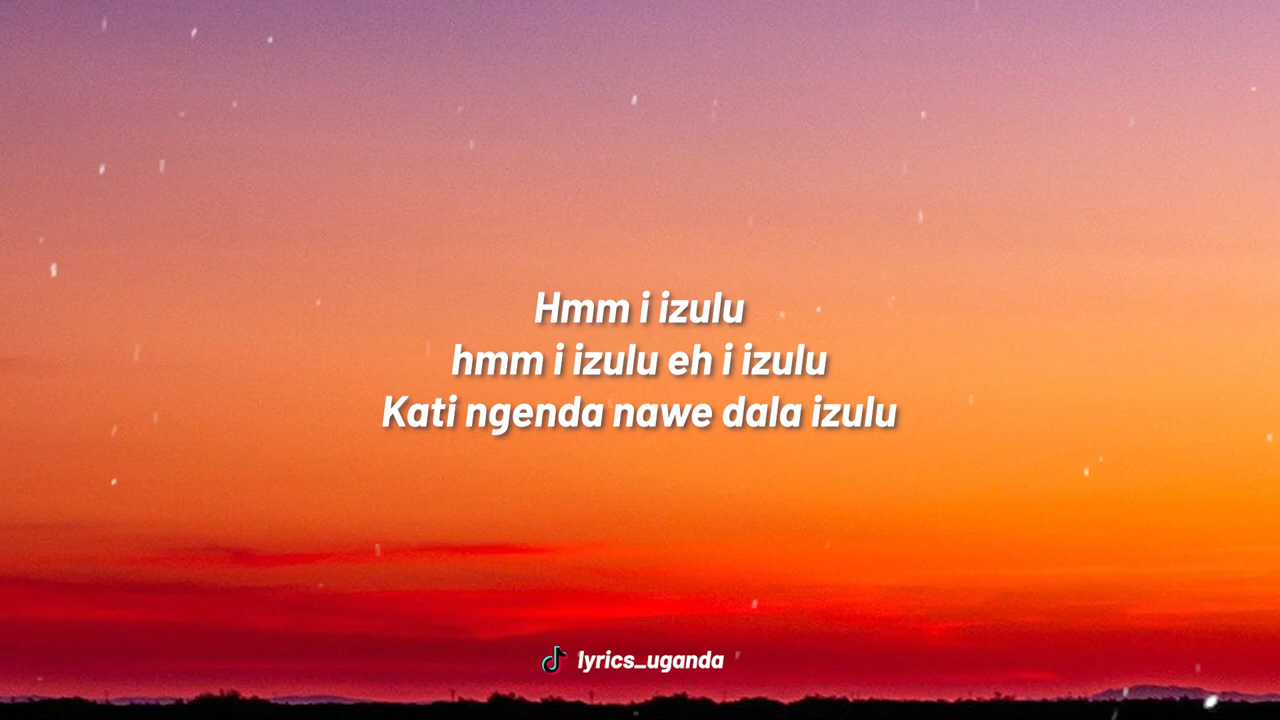 Hmm i izulu
hmm i izulu eh i izulu
Kati ngenda nawe dala izulu
lyrics_uganda